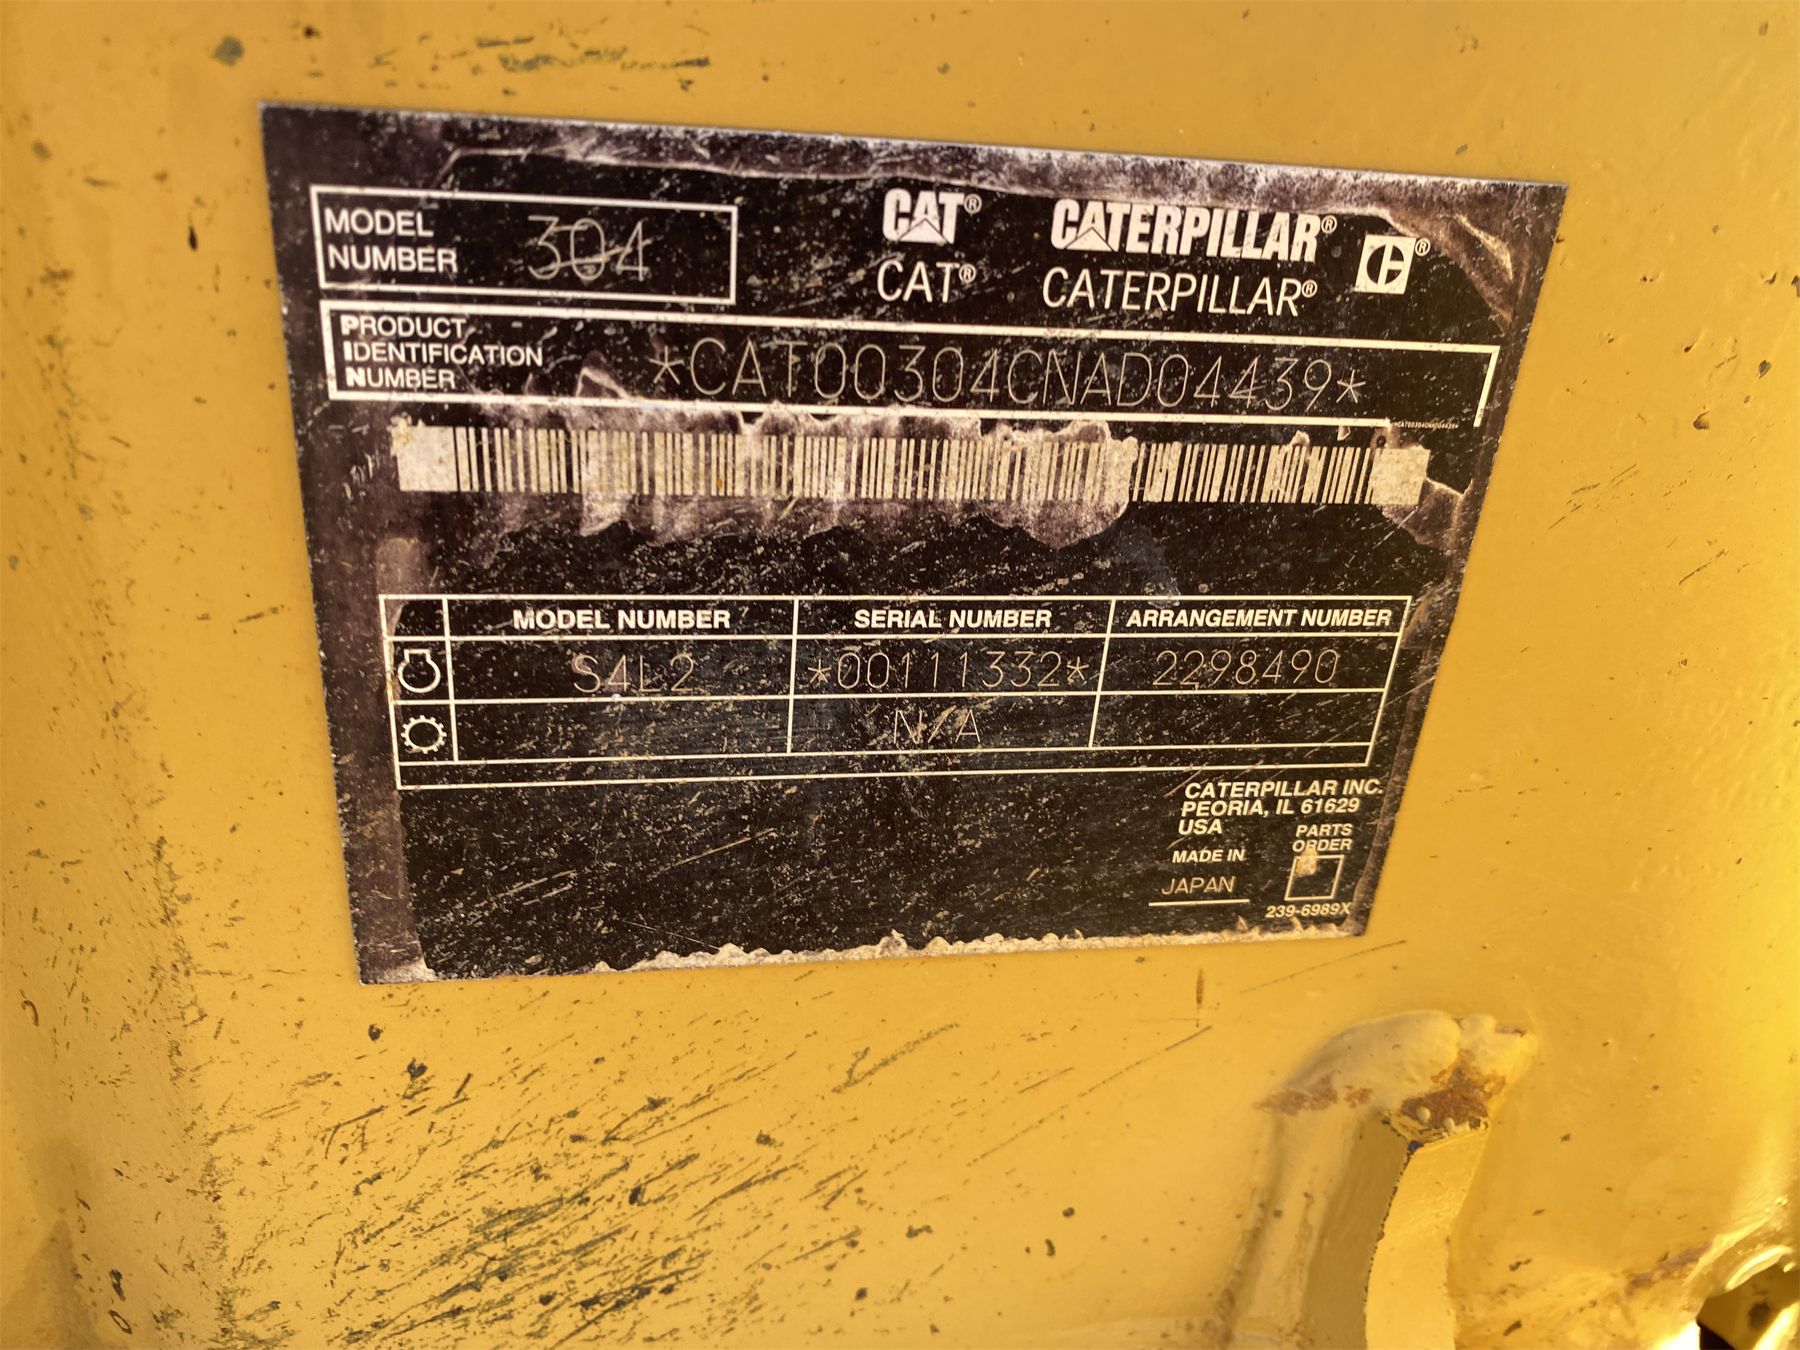 MODEL NUMBER 304
CAT® CATERPILLAR® ®
CAT® CATERPILLAR®
PRODUCT IDENTIFICATION NUMBER *CAT00304CNAD04439*
*CAT00304CNAD04439*
MODEL NUMBER SERIAL NUMBER ARRANGEMENT NUMBER
S4L2 *00111332* 2298490
N/A
CATERPILLAR INC.
PEORIA, IL 61629
USA
PARTS ORDER
MADE IN
JAPAN
239-6989X